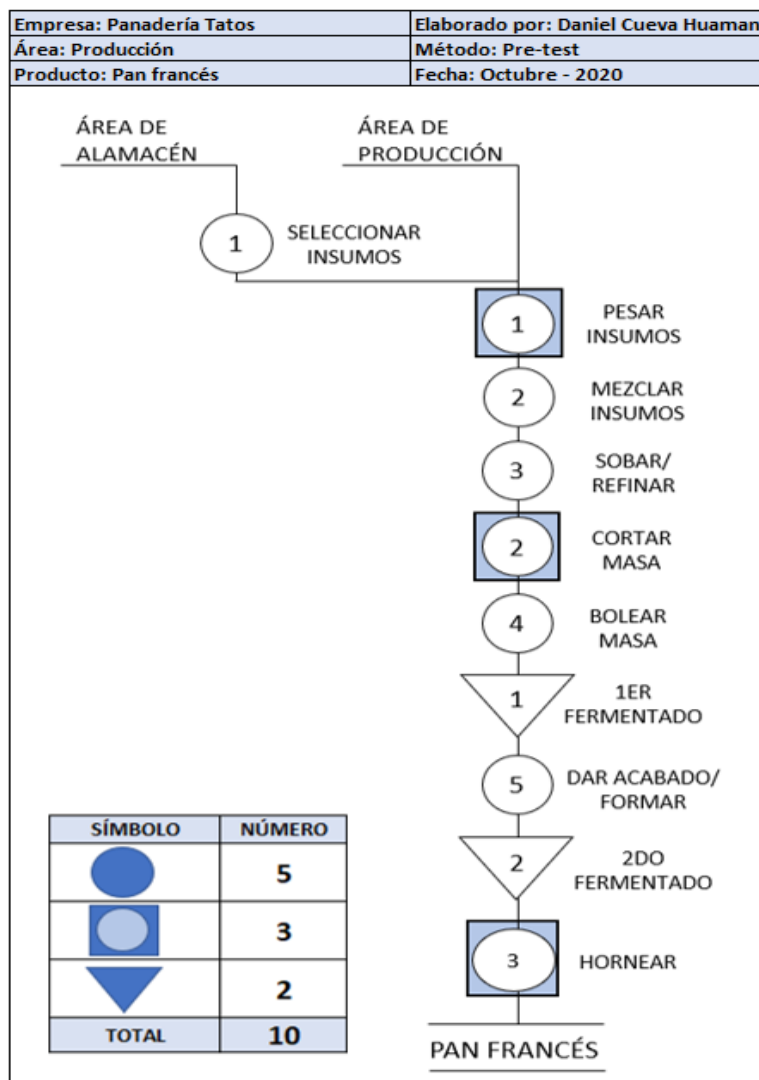 Empresa: Panadería Tatos
Elaborado por: Daniel Cueva Huaman
Área: Producción
Método: Pre-test
Producto: Pan francés
Fecha: Octubre - 2020
ÁREA DE
ALAMACÉN
ÁREA DE
PRODUCCIÓN
1
SELECCIONAR
INSUMOS
1
PESAR
INSUMOS
2
MEZCLAR
INSUMOS
3
SOBAR/
REFINAR
2
CORTAR
MASA
4
BOLEAR
MASA
1
1ER
FERMENTADO
5
DAR ACABADO/
FORMAR
2
2DO
FERMENTADO
3
HORNEAR
PAN FRANCÉS
SÍMBOLO
NÚMERO
5
3
2
TOTAL
10